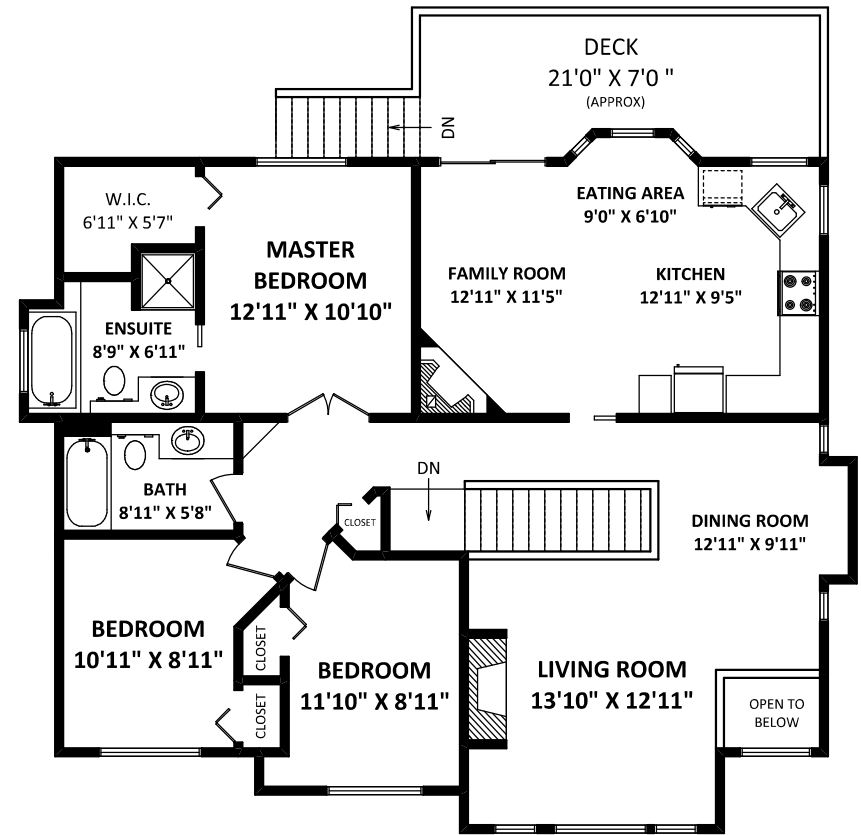 DECK
21'0" X 7'0 "
(APPROX)
DN
W.I.C.
6'11" X 5'7"
EATING AREA
9'0" X 6'10"
MASTER
BEDROOM
12'11" X 10'10"
FAMILY ROOM
12'11" X 11'5"
KITCHEN
12'11" X 9'5"
ENSUITE
8'9" X 6'11"
DN
BATH
8'11" X 5'8"
CLOSET
DINING ROOM
12'11" X 9'11"
BEDROOM
10'11" X 8'11"
CLOSET
BEDROOM
11'10" X 8'11"
LIVING ROOM
13'10" X 12'11"
CLOSET
OPEN TO
BELOW